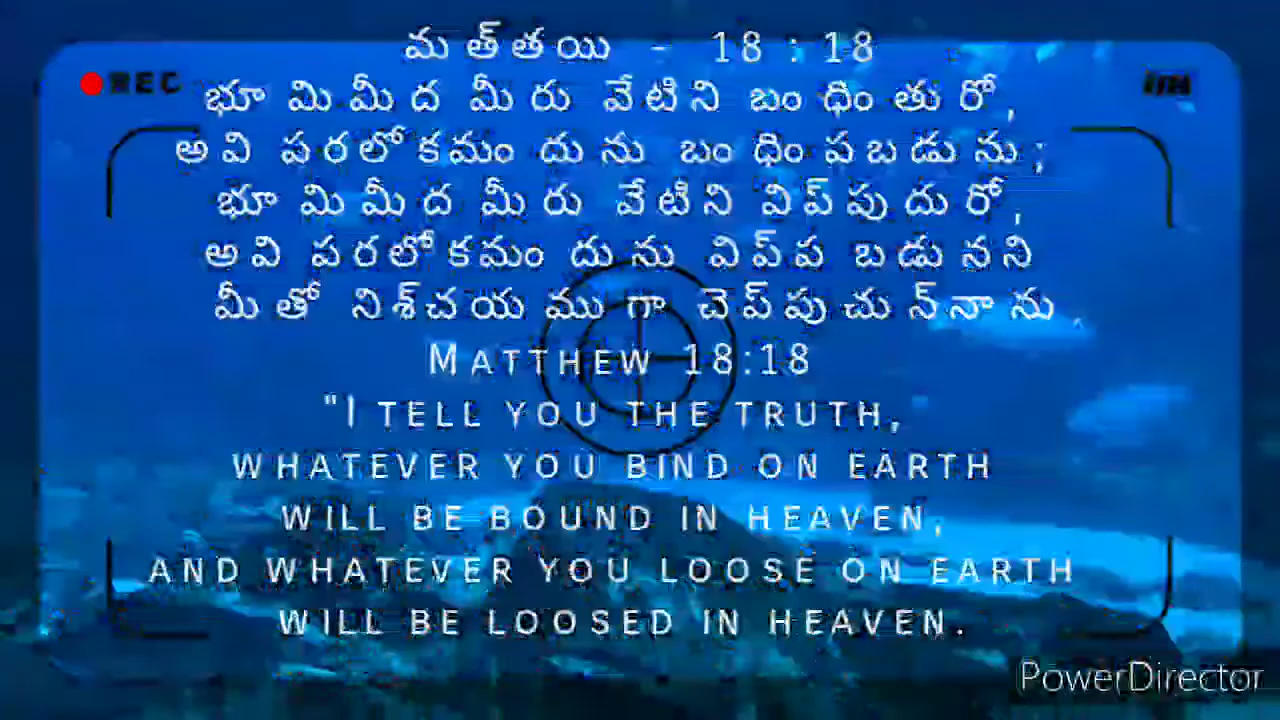 మత్తయి - 18:18
REC
భూమిమీద మీరు వేటిని బంధింతురో,
అవి పరలోకమందును బంధింపబడును;
భూమిమీద మీరు వేటిని విప్పుదురో,
అవి పరలోకమందును విప్పబడునని
మీతో నిశ్చయముగా చెప్పుచున్నాను.
MATTHEW 18:18
"I TELL YOU THE TRUTH,
WHATEVER YOU BIND ON EARTH
WILL BE BOUND IN HEAVEN,
AND WHATEVER YOU LOOSE ON EARTH
WILL BE LOOSED IN HEAVEN.
PowerDirector